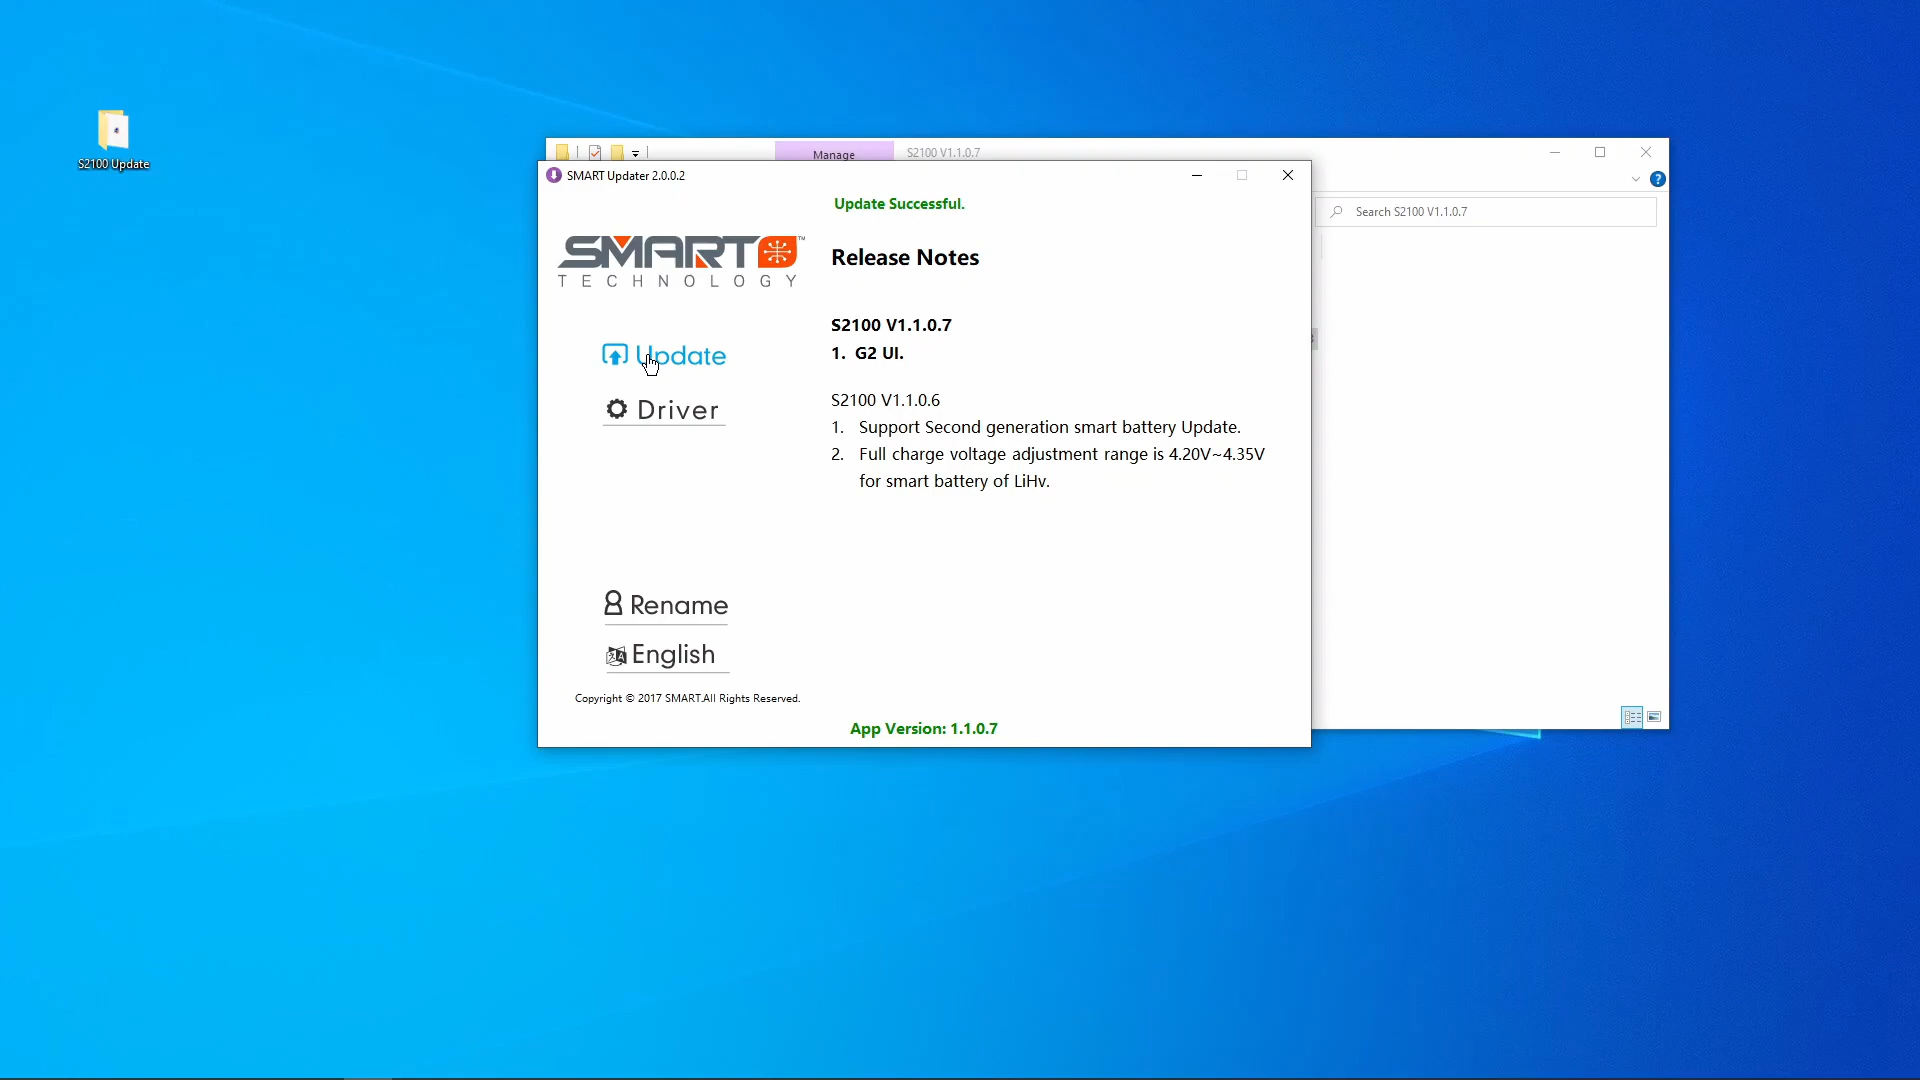 S2100 Update
Manage
S2100 V1.1.0.7
SMART Updater 2.0.0.2
Search S2100 V1.1.0.7
Update Successful.
SMART™
TECHNOLOGY
Release Notes
S2100 V1.1.0.7
1. G2 UI.
Update
S2100 V1.1.0.6
Driver
1. Support Second generation smart battery Update.
2. Full charge voltage adjustment range is 4.20V~4.35V
for smart battery of LiHv.
Rename
English
Copyright © 2017 SMART.All Rights Reserved.
App Version: 1.1.0.7